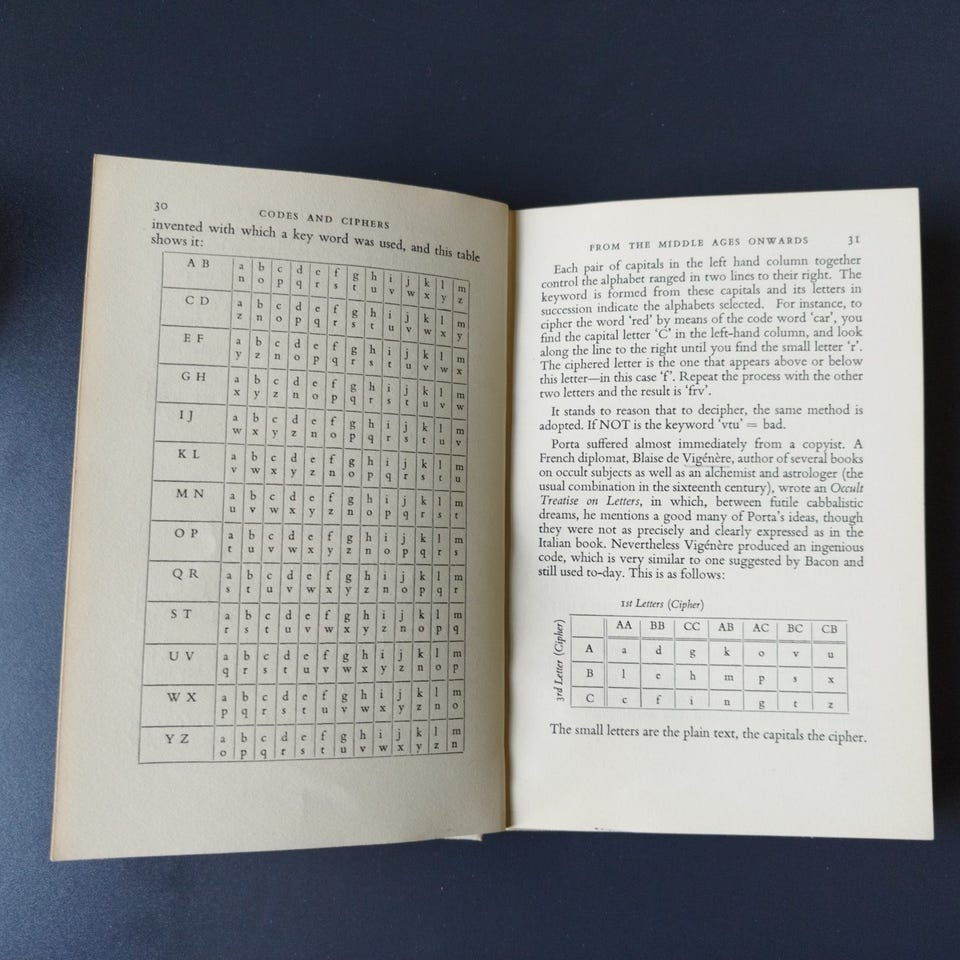 30
CODES AND CIPHERS
invented with which a key word was used, and this table
shows it:
A B a b c d e f g h i j k l m
n o p q r s t u v w x y z
C D a b c d e f g h i j k l m
z n o p q r s t u v w x y
E F a b c d e f g h i j k l m
y z n o p q r s t u v w x
G H a b c d e f g h i j k l m
x y z n o p q r s t u v w
I J a b c d e f g h i j k l m
w x y z n o p q r s t u v
K L a b c d e f g h i j k l m
v w x y z n o p q r s t u
M N a b c d e f g h i j k l m
u v w x y z n o p q r s t
O P a b c d e f g h i j k l m
t u v w x y z n o p q r s
Q R a b c d e f g h i j k l m
s t u v w x y z n o p q r
S T a b c d e f g h i j k l m
r s t u v w x y z n o p q
U V a b c d e f g h i j k l m
q r s t u v w x y z n o p
W X a b c d e f g h i j k l m
p q r s t u v w x y z n o
Y Z a b c d e f g h i j k l m
o p q r s t u v w x y z n
FROM THE MIDDLE AGES ONWARDS 31
Each pair of capitals in the left hand column together
control the alphabet ranged in two lines to their right. The
keyword is formed from these capitals and its letters in
succession indicate the alphabets selected. For instance, to
cipher the word 'red' by means of the code word 'car', you
find the capital letter 'C' in the left-hand column, and look
along the line to the right until you find the small letter 'r'.
The ciphered letter is the one that appears above or below
this letter—in this case 'f'. Repeat the process with the other
two letters and the result is 'frv'.
It stands to reason that to decipher, the same method is
adopted. If NOT is the keyword 'vtu' = bad.
Porta suffered almost immediately from a copyist. A
French diplomat, Blaise de Vigénère, author of several books
on occult subjects as well as an alchemist and astrologer (the
usual combination in the sixteenth century), wrote an Occult
Treatise on Letters, in which, between futile cabbalistic
dreams, he mentions a good many of Porta's ideas, though
they were not as precisely and clearly expressed as in the
Italian book. Nevertheless Vigénère produced an ingenious
code, which is very similar to one suggested by Bacon and
still used to-day. This is as follows:
1st Letters (Cipher)
3rd Letter (Cipher)
AA BB CC AB AC BC CB
A a d g k o v u
B l e h m p s x
C c f i n g t z
The small letters are the plain text, the capitals the cipher.